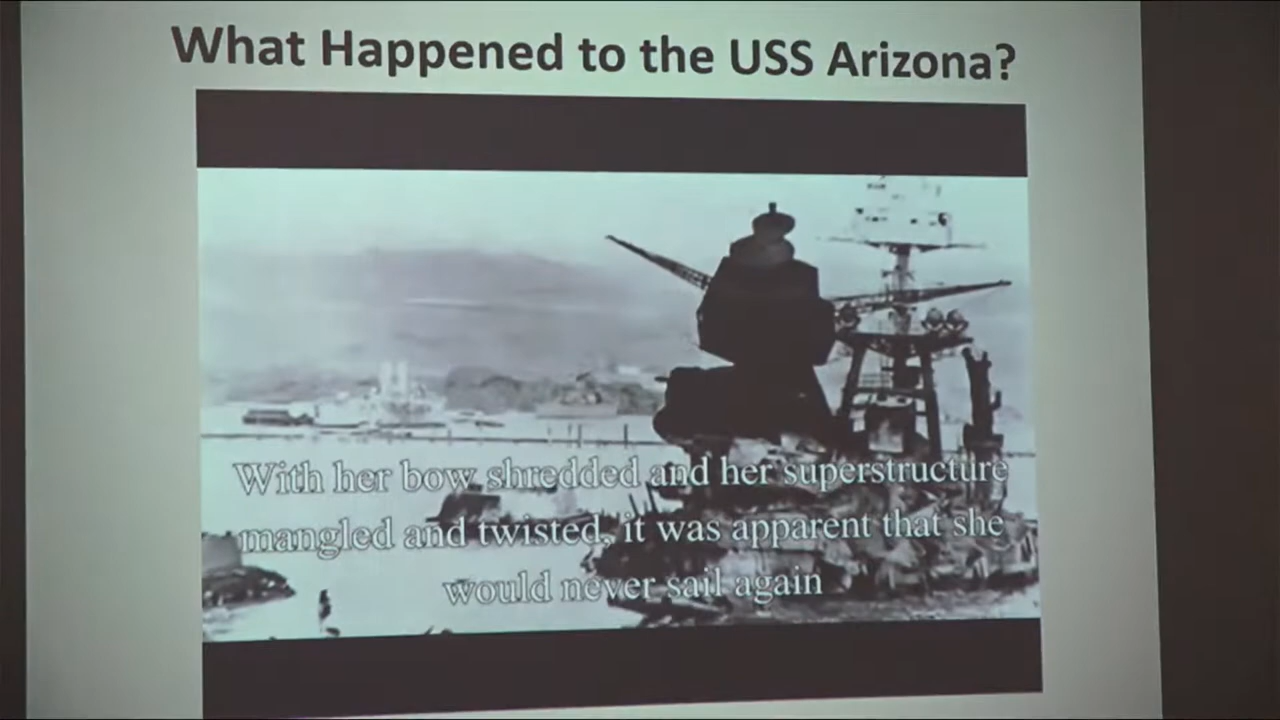 What Happened to the USS Arizona?
With her bow shredded and her superstructure
mangled and twisted, it was apparent that she
would never sail again